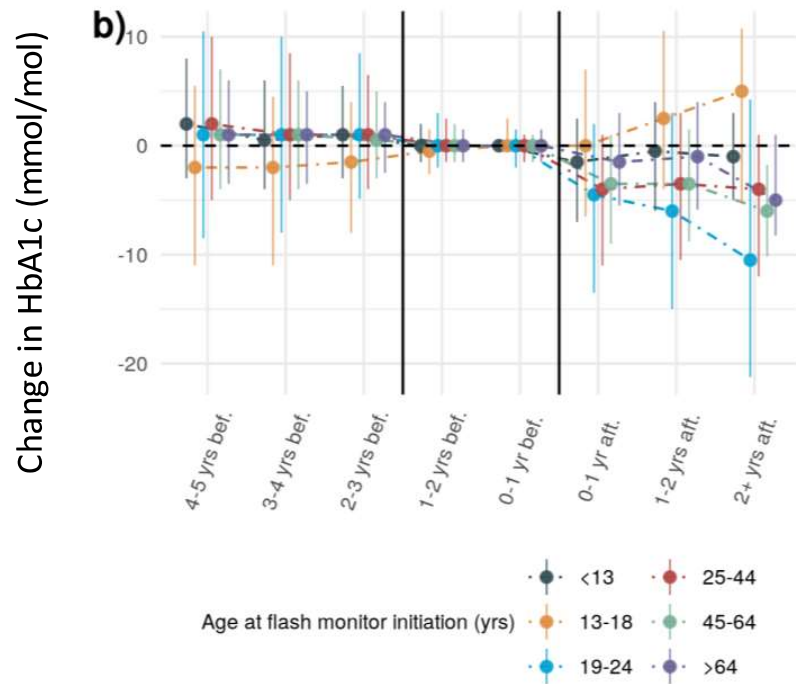 b)
Change in HbA1c (mmol/mol)
10
0
-10
-20
4-5 yrs bef.
3-4 yrs bef.
2-3 yrs bef.
1-2 yrs bef.
0-1 yr bef.
0-1 yr aft.
1-2 yrs aft.
2+ yrs aft.
Age at flash monitor initiation (yrs)
<13
13-18
19-24
25-44
45-64
>64